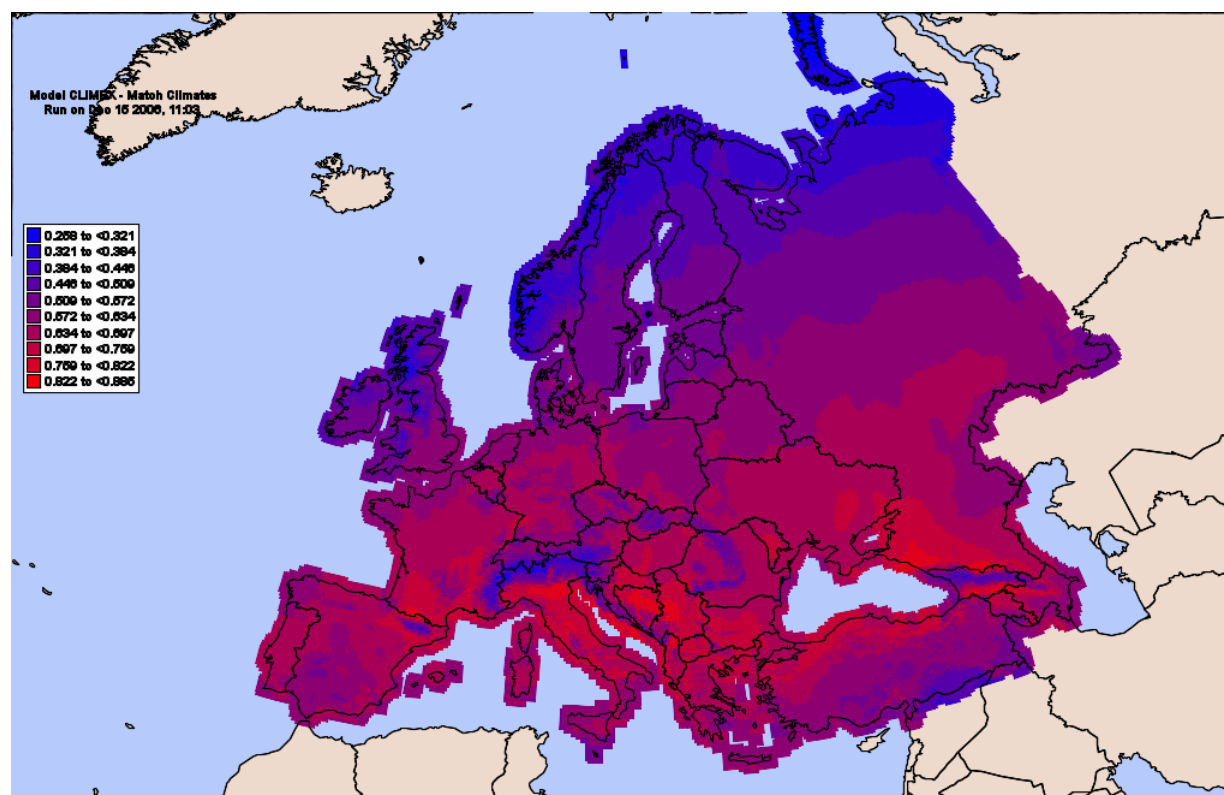 Model CLIMEX - Match Climates
Run on Dec 2006, 11:03
0.258 to <0.321
0.321 to <0.384
0.384 to <0.446
0.446 to <0.509
0.509 to <0.572
0.572 to <0.634
0.634 to <0.697
0.697 to <0.759
0.759 to <0.822
0.822 to <0.885